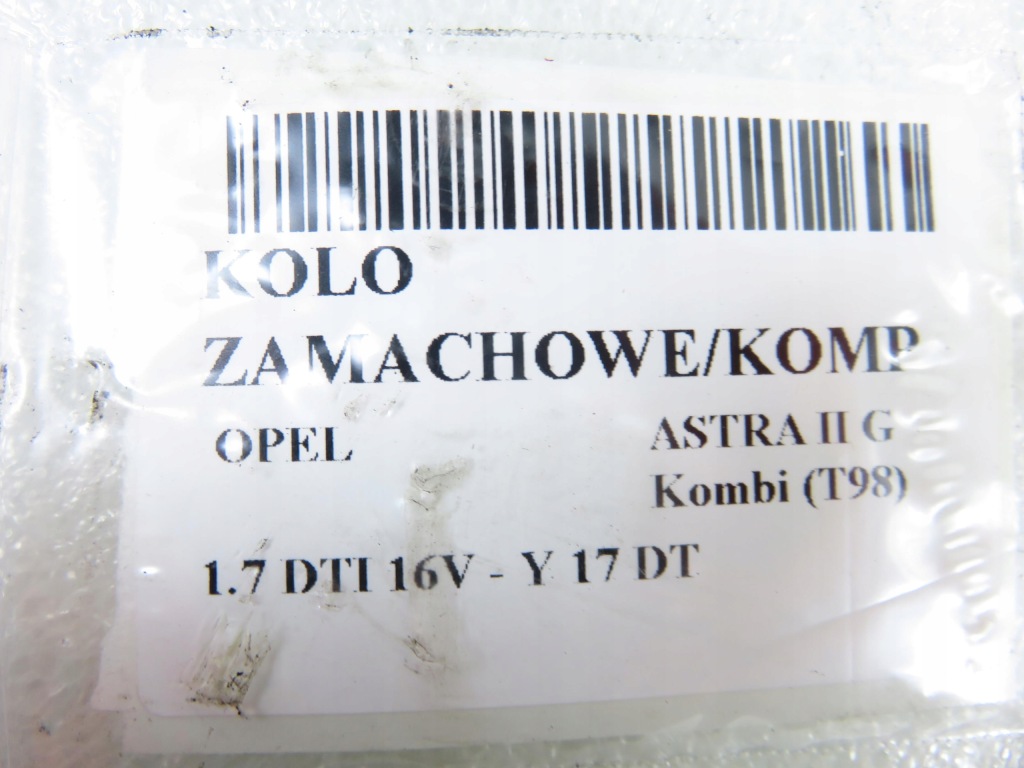 KOLO
ZAMACHOWE/KOMP
OPEL ASTRA II G
Kombi (T98)
1.7 DTI 16V - Y 17 DT